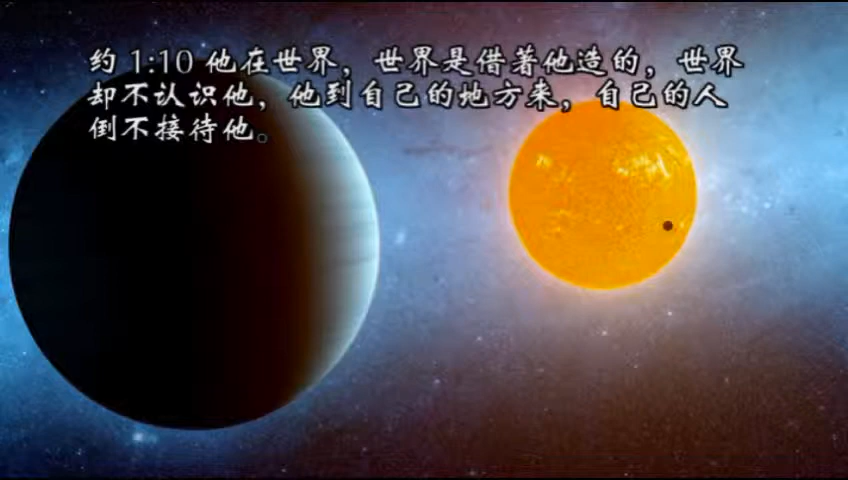 约 1:10 他在世界，世界是借著他造的，世界
却不认识他，他到自己的地方来，自己的人
倒不接待他。